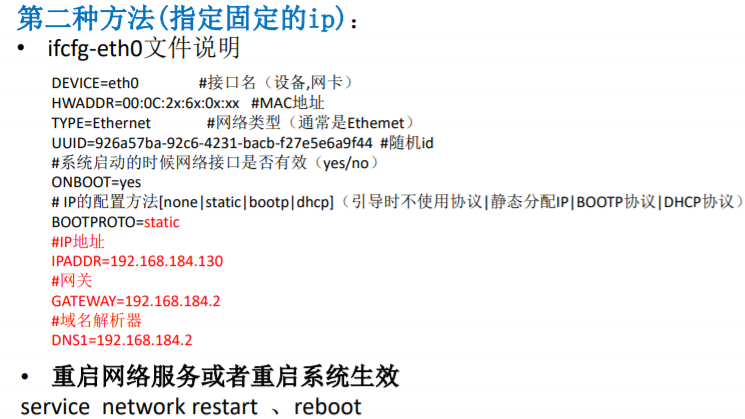 第二种方法(指定固定的ip)：
• ifcfg-eth0文件说明
DEVICE=eth0 #接口名（设备,网卡）
HWADDR=00:0C:2x:6x:0x:xx #MAC地址
TYPE=Ethernet #网络类型（通常是Ethemet）
UUID=926a57ba-92c6-4231-bacb-f27e5e6a9f44 #随机id
#系统启动的时候网络接口是否有效（yes/no）
ONBOOT=yes
# IP的配置方法[none|static|bootp|dhcp]（引导时不使用协议|静态分配IP|BOOTP协议|DHCP协议）
BOOTPROTO=static
#IP地址
IPADDR=192.168.184.130
#网关
GATEWAY=192.168.184.2
#域名解析器
DNS1=192.168.184.2
• 重启网络服务或者重启系统生效
service network restart 、reboot